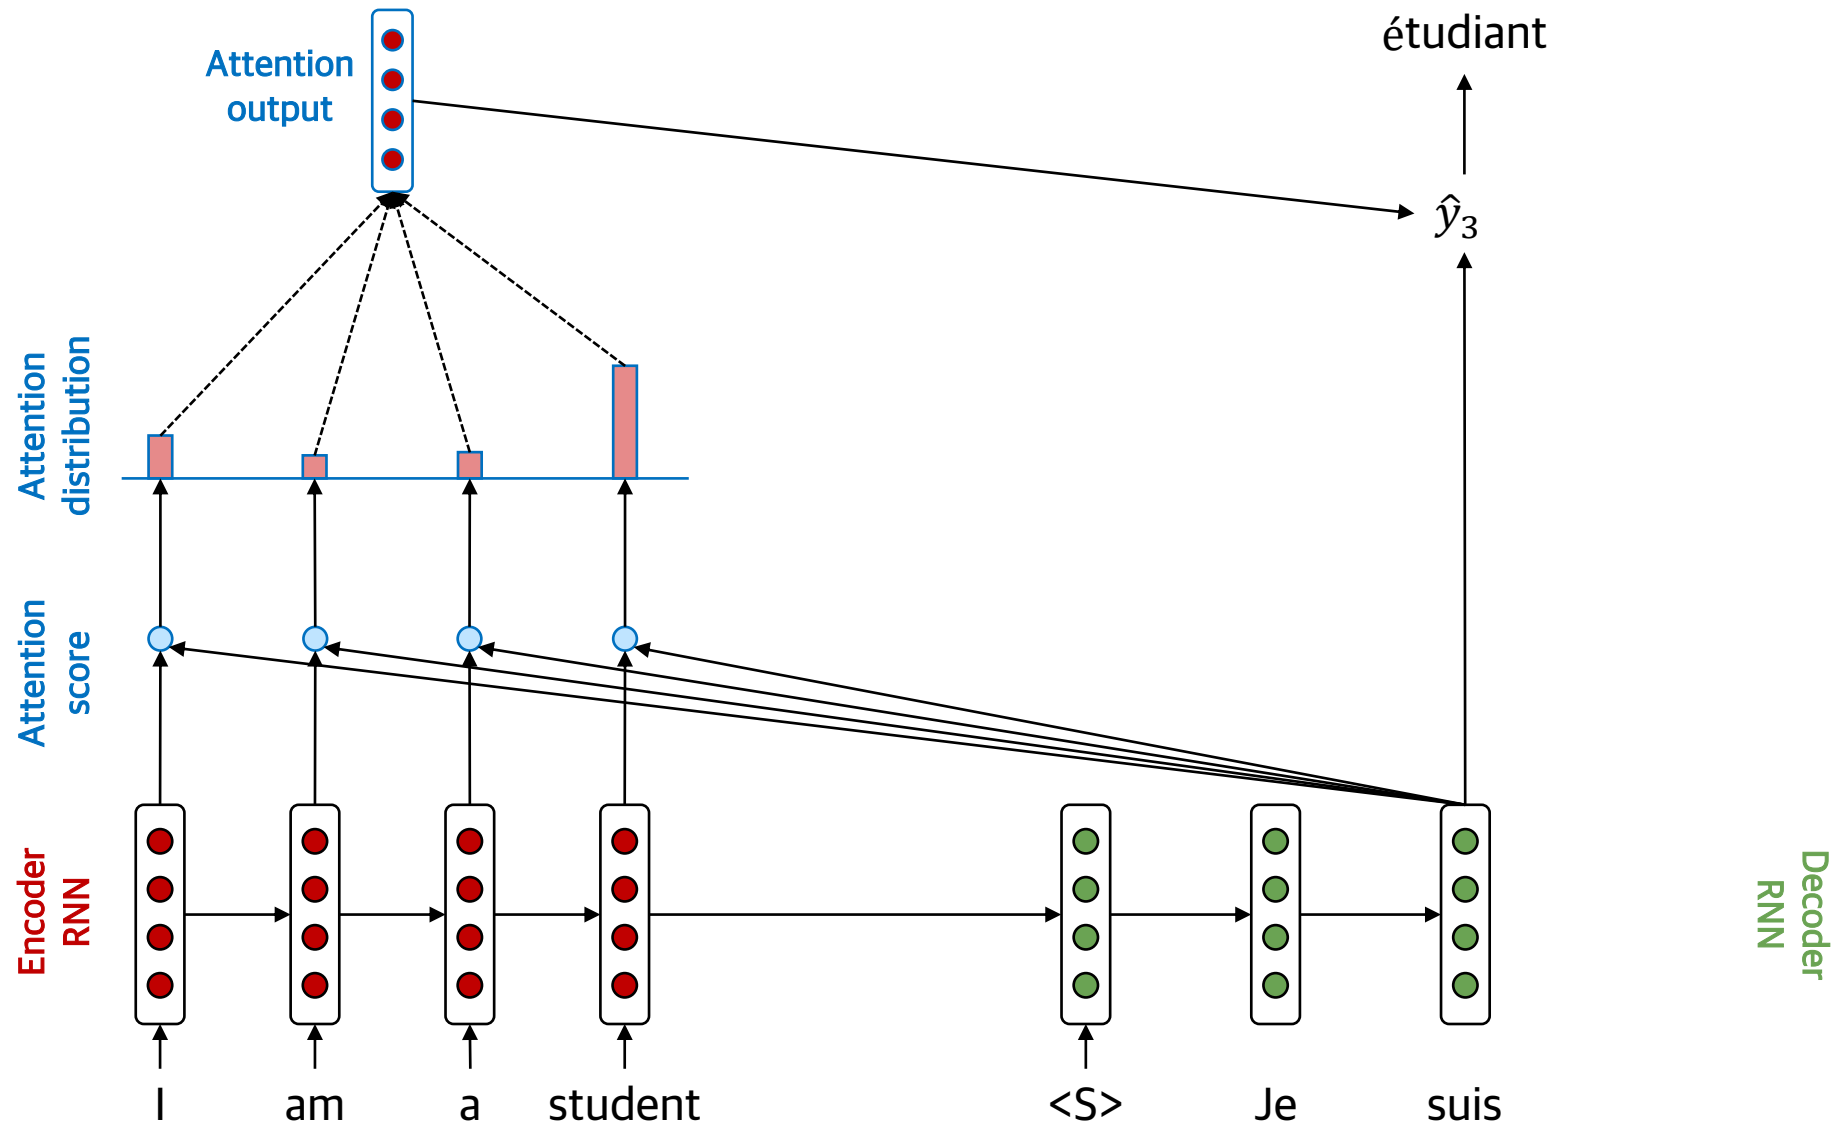 étudiant
Attention
output
ŷ₃
Attention
distribution
Attention
score
Encoder
RNN
Decoder
RNN
I am a student <S> Je suis